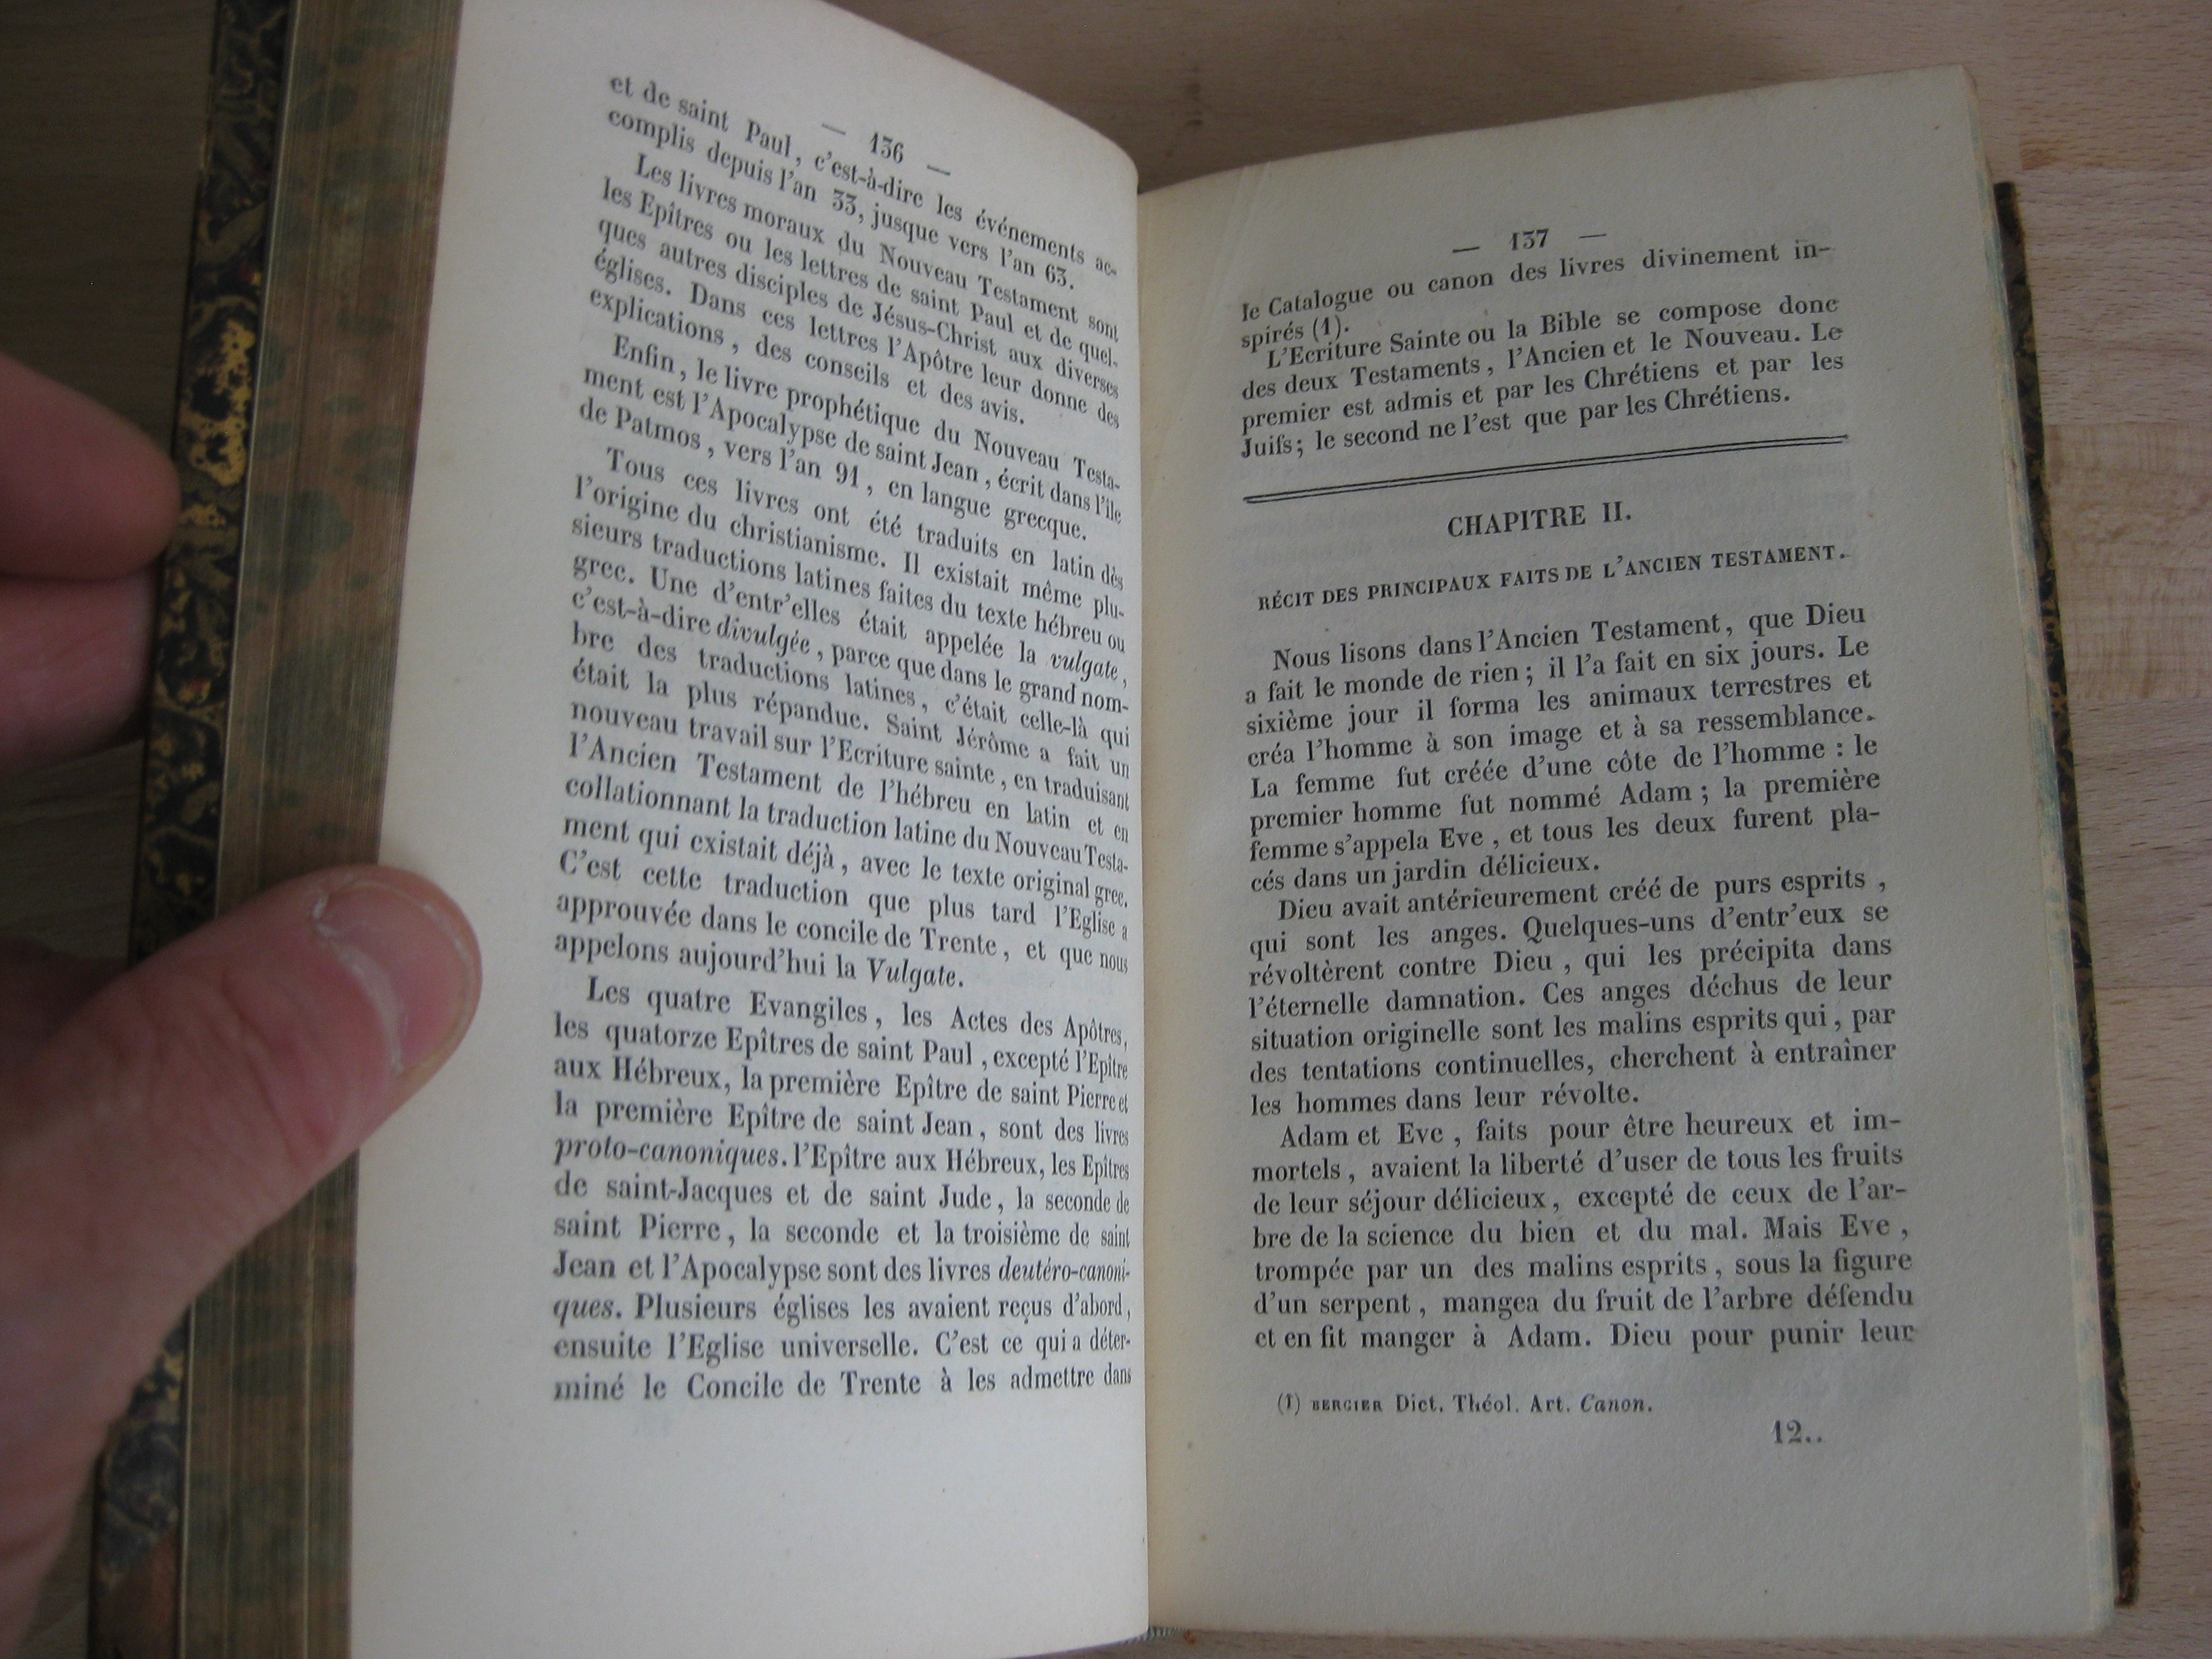 — 136 —
et de saint Paul, c'est-à-dire les événements ac-
complis depuis l'an 33, jusque vers l'an 63.
Les livres moraux du Nouveau Testament sont
les Epîtres ou les lettres de saint Paul et de quel-
ques autres disciples de Jésus-Christ aux diverses
églises. Dans ces lettres l'Apôtre leur donne des
explications, des conseils et des avis.
Enfin, le livre prophétique du Nouveau Testa-
ment est l'Apocalypse de saint Jean, écrit dans l'île
de Patmos, vers l'an 91, en langue grecque.
Tous ces livres ont été traduits en latin dès
l'origine du christianisme. Il existait même plu-
sieurs traductions latines faites du texte hébreu ou
grec. Une d'entr'elles était appelée la vulgate,
c'est-à-dire divulgée, parce que dans le grand nom-
bre des traductions latines, c'était celle-là qui
était la plus répandue. Saint Jérôme a fait un
nouveau travail sur l'Ecriture sainte, en traduisant
l'Ancien Testament de l'hébreu en latin et en
collationnant la traduction latine du Nouveau Testa-
ment qui existait déjà, avec le texte original grec.
C'est cette traduction que plus tard l'Eglise a
approuvée dans le concile de Trente, et que nous
appelons aujourd'hui la Vulgate.
Les quatre Evangiles, les Actes des Apôtres,
les quatorze Epîtres de saint Paul, excepté l'Epître
aux Hébreux, la première Epître de saint Pierre et
la première Epître de saint Jean, sont des livres
proto-canoniques. l'Epître aux Hébreux, les Epîtres
de saint-Jacques et de saint Jude, la seconde de
saint Pierre, la seconde et la troisième de saint
Jean et l'Apocalypse sont des livres deutéro-canoni-
ques. Plusieurs églises les avaient reçus d'abord,
ensuite l'Eglise universelle. C'est ce qui a déter-
miné le Concile de Trente à les admettre dans
— 137 —
le Catalogue ou canon des livres divinement in-
spirés (1).
L'Ecriture Sainte ou la Bible se compose donc
des deux Testaments, l'Ancien et le Nouveau. Le
premier est admis et par les Chrétiens et par les
Juifs; le second ne l'est que par les Chrétiens.
CHAPITRE II.
RÉCIT DES PRINCIPAUX FAITS DE L'ANCIEN TESTAMENT.
Nous lisons dans l'Ancien Testament, que Dieu
a fait le monde de rien; il l'a fait en six jours. Le
sixième jour il forma les animaux terrestres et
créa l'homme à son image et à sa ressemblance.
La femme fut créée d'une côte de l'homme : le
premier homme fut nommé Adam; la première
femme s'appela Eve, et tous les deux furent pla-
cés dans un jardin délicieux.
Dieu avait antérieurement créé de purs esprits,
qui sont les anges. Quelques-uns d'entr'eux se
révoltèrent contre Dieu, qui les précipita dans
l'éternelle damnation. Ces anges déchus de leur
situation originelle sont les malins esprits qui, par
des tentations continuelles, cherchent à entraîner
les hommes dans leur révolte.
Adam et Eve, faits pour être heureux et im-
mortels, avaient la liberté d'user de tous les fruits
de leur séjour délicieux, excepté de ceux de l'ar-
bre de la science du bien et du mal. Mais Eve,
trompée par un des malins esprits, sous la figure
d'un serpent, mangea du fruit de l'arbre défendu
et en fit manger à Adam. Dieu pour punir leur
(1) BERGIER Dict. Théol. Art. Canon.
12..